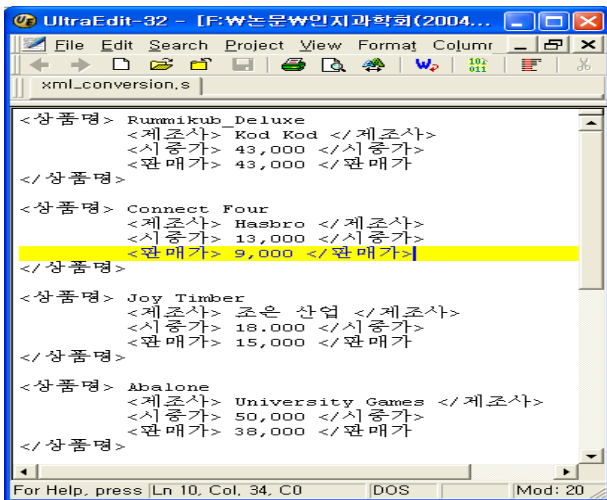 UltraEdit-32 - [F:₩논문₩인지과학회(2004...
File Edit Search Project View Format Column
xml_conversion.s
<상품명> Rummikub_Deluxe
<제조사> Kod Kod </제조사>
<시중가> 43,000 </시중가>
<판매가> 43,000 </판매가
</상품명>
<상품명> Connect Four
<제조사> Hasbro </제조사>
<시중가> 13,000 </시중가>
<판매가> 9,000 </판매가>
</상품명>
<상품명> Joy Timber
<제조사> 조은 산업 </제조사>
<시중가> 18.000 </시중가>
<판매가> 15,000 </판매가
</상품명>
<상품명> Abalone
<제조사> University Games </제조사>
<시중가> 50,000 </시중가>
<판매가> 38,000 </판매가
</상품명>
For Help, press Ln 10, Col. 34, C0 DOS Mod: 20